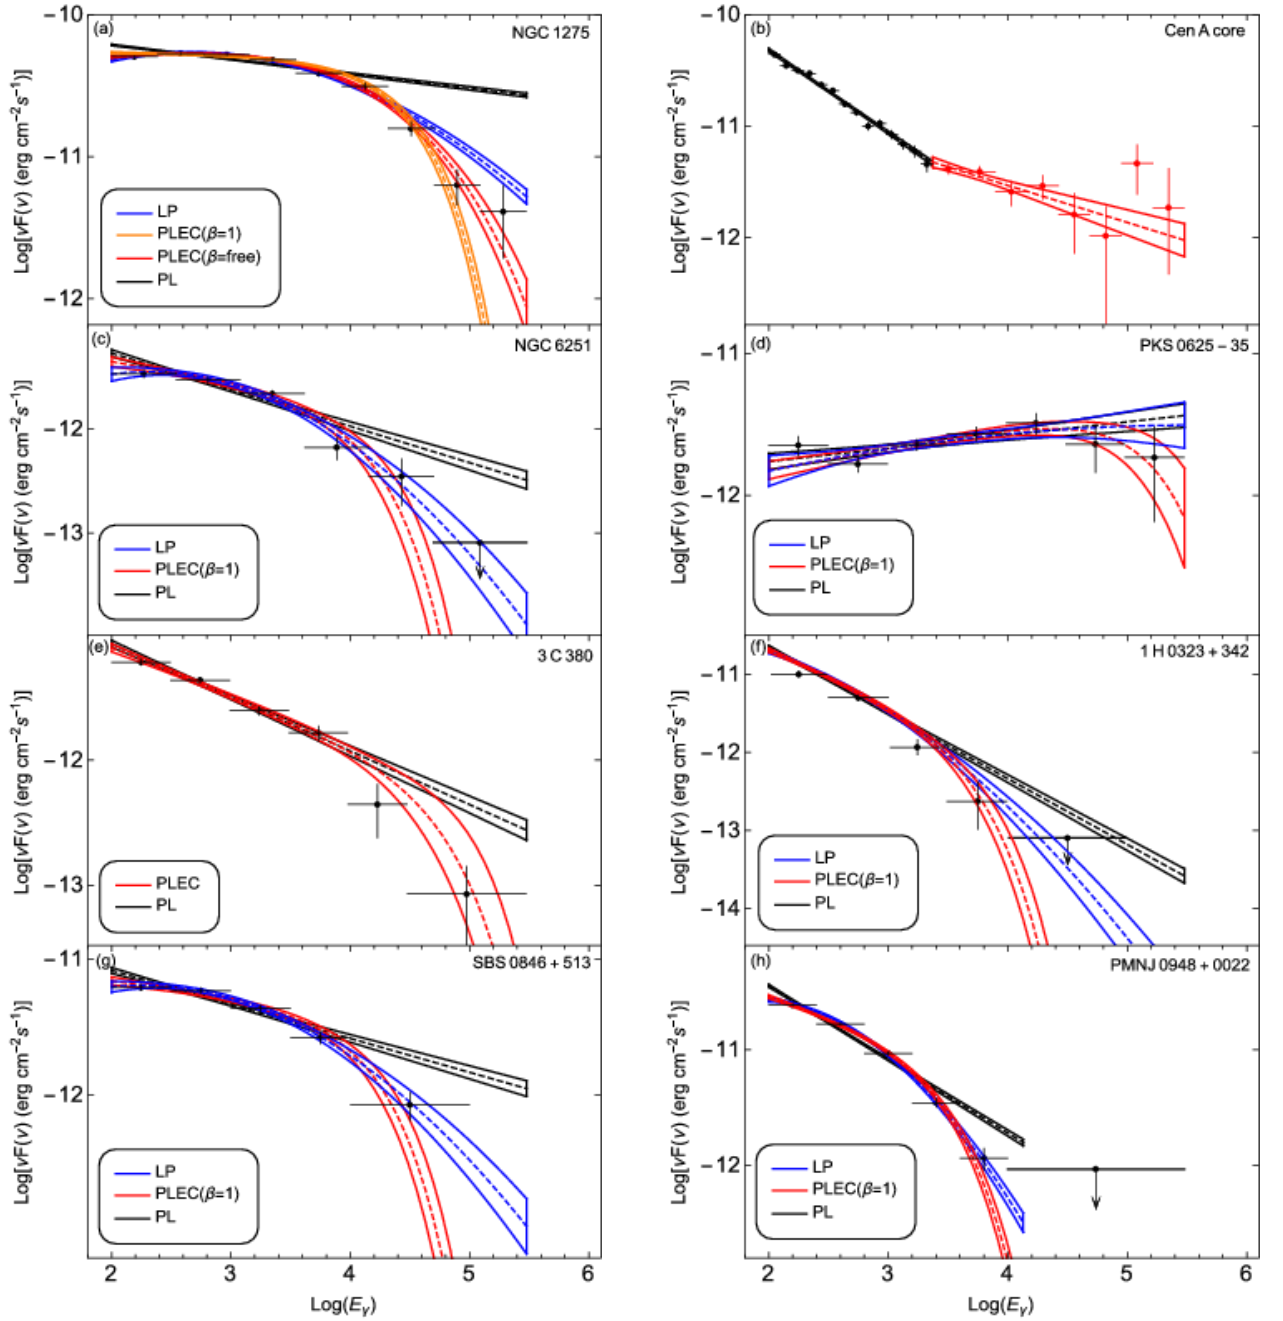 (a) NGC 1275
Log[νF(ν) (erg cm⁻²s⁻¹)]
−10
−11
−12
LP
PLEC(β=1)
PLEC(β=free)
PL
(b) Cen A core
Log[νF(ν) (erg cm⁻²s⁻¹)]
−10
−11
−12
(c) NGC 6251
Log[νF(ν) (erg cm⁻²s⁻¹)]
−12
−13
LP
PLEC(β=1)
PL
(d) PKS 0625 − 35
Log[νF(ν) (erg cm⁻²s⁻¹)]
−11
−12
LP
PLEC(β=1)
PL
(e) 3 C 380
Log[νF(ν) (erg cm⁻²s⁻¹)]
−12
−13
PLEC
PL
(f) 1 H 0323 + 342
Log[νF(ν) (erg cm⁻²s⁻¹)]
−11
−12
−13
−14
LP
PLEC(β=1)
PL
(g) SBS 0846 + 513
Log[νF(ν) (erg cm⁻²s⁻¹)]
−11
−12
LP
PLEC(β=1)
PL
2 3 4 5 6
Log(Eγ)
(h) PMNJ 0948 + 0022
Log[νF(ν) (erg cm⁻²s⁻¹)]
−11
−12
LP
PLEC(β=1)
PL
2 3 4 5 6
Log(Eγ)